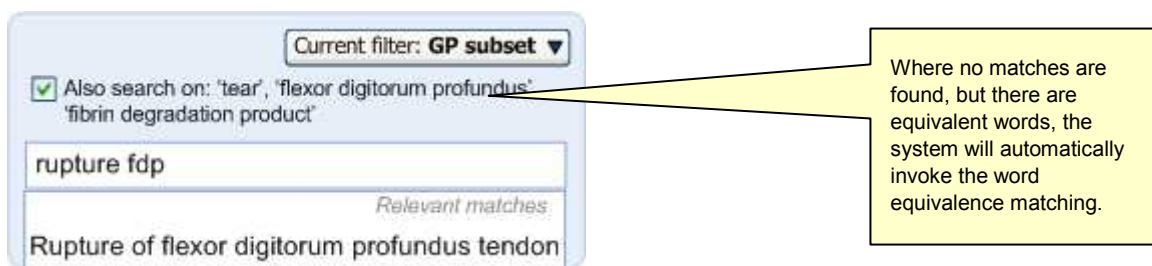 Current filter: GP subset ▼
Also search on: 'tear', 'flexor digitorum profundus'
'fibrin degradation product'
rupture fdp
Relevant matches
Rupture of flexor digitorum profundus tendon
Where no matches are
found, but there are
equivalent words, the
system will automatically
invoke the word
equivalence matching.